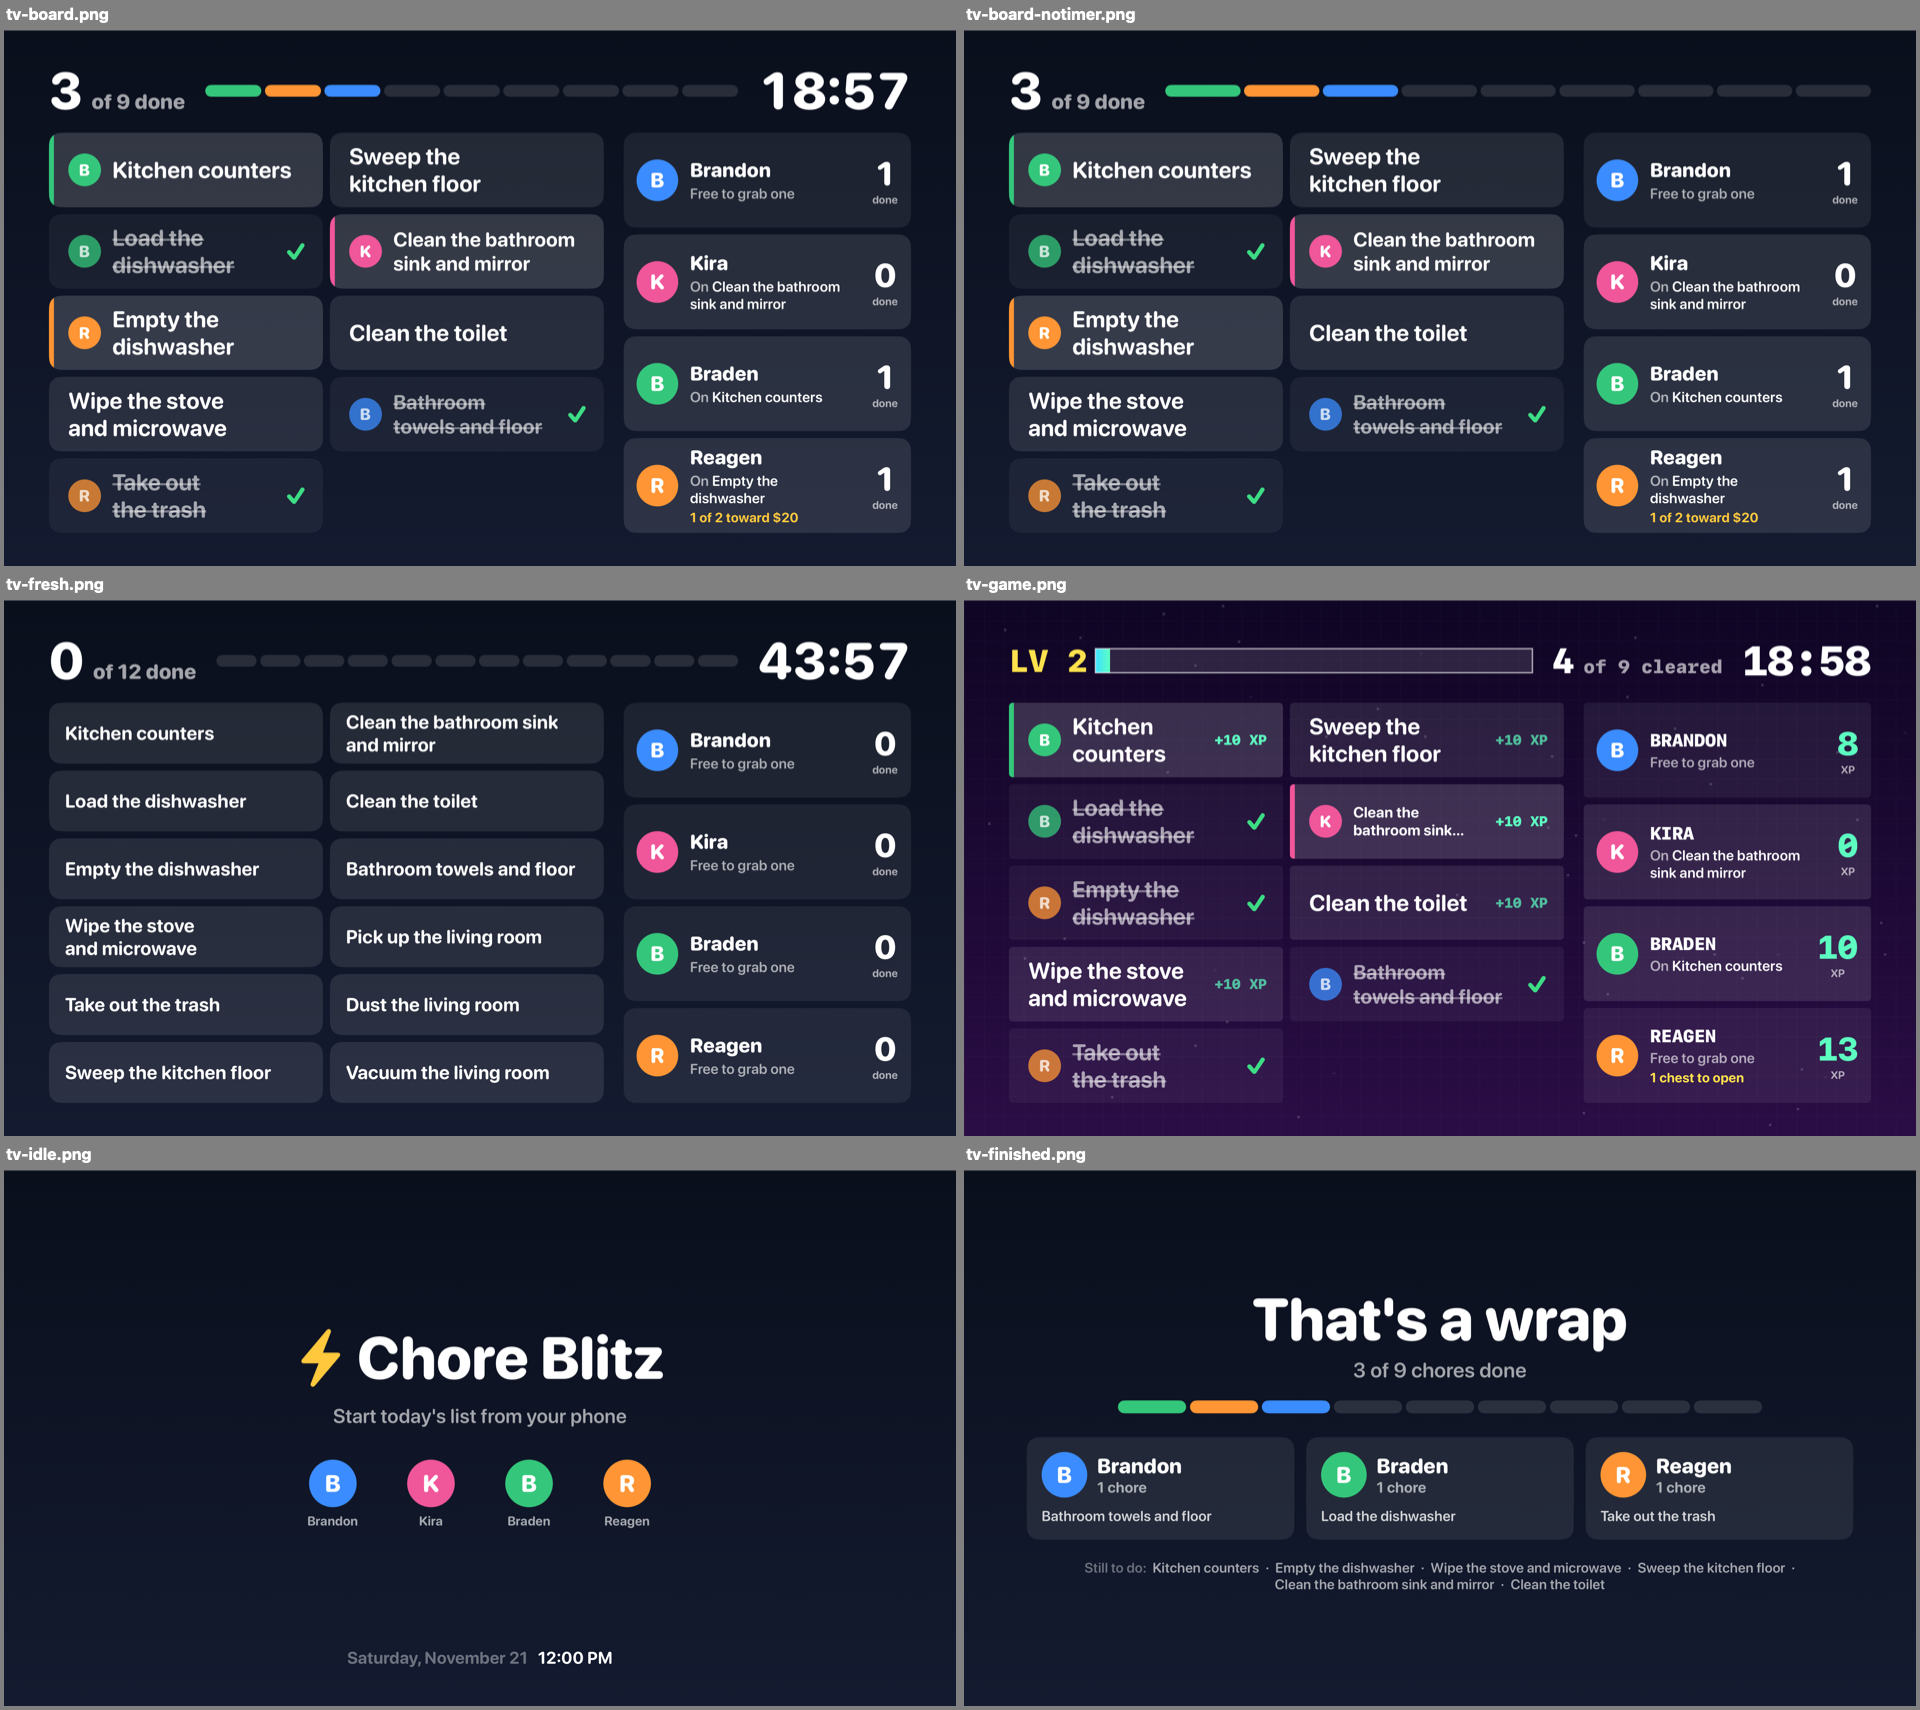 tv-board.png
3 of 9 done
18:57
B Kitchen counters
Sweep the
kitchen floor
B Load the
dishwasher
K Clean the bathroom
sink and mirror
R Empty the
dishwasher
Clean the toilet
Wipe the stove
and microwave
B Bathroom
towels and floor
R Take out
the trash
B Brandon
Free to grab one
1
done
K Kira
On Clean the bathroom
sink and mirror
0
done
B Braden
On Kitchen counters
1
done
R Reagen
On Empty the
dishwasher
1 of 2 toward $20
1
done
tv-board-notimer.png
3 of 9 done
B Kitchen counters
Sweep the
kitchen floor
B Load the
dishwasher
K Clean the bathroom
sink and mirror
R Empty the
dishwasher
Clean the toilet
Wipe the stove
and microwave
B Bathroom
towels and floor
R Take out
the trash
B Brandon
Free to grab one
1
done
K Kira
On Clean the bathroom
sink and mirror
0
done
B Braden
On Kitchen counters
1
done
R Reagen
On Empty the
dishwasher
1 of 2 toward $20
1
done
tv-fresh.png
0 of 12 done
43:57
Kitchen counters
Clean the bathroom sink
and mirror
Load the dishwasher
Clean the toilet
Empty the dishwasher
Bathroom towels and floor
Wipe the stove
and microwave
Pick up the living room
Take out the trash
Dust the living room
Sweep the kitchen floor
Vacuum the living room
B Brandon
Free to grab one
0
done
K Kira
Free to grab one
0
done
B Braden
Free to grab one
0
done
R Reagen
Free to grab one
0
done
tv-game.png
LV 2
4 of 9 cleared
18:58
B Kitchen
counters
+10 XP
Sweep the
kitchen floor
+10 XP
B Load the
dishwasher
K Clean the
bathroom sink...
+10 XP
R Empty the
dishwasher
Clean the toilet
+10 XP
Wipe the stove
and microwave
+10 XP
B Bathroom
towels and floor
R Take out
the trash
B BRANDON
Free to grab one
8
XP
K KIRA
On Clean the bathroom
sink and mirror
0
XP
B BRADEN
On Kitchen counters
10
XP
R REAGEN
Free to grab one
1 chest to open
13
XP
tv-idle.png
Chore Blitz
Start today's list from your phone
B K B R
Brandon Kira Braden Reagen
Saturday, November 21 12:00 PM
tv-finished.png
That's a wrap
3 of 9 chores done
B Brandon
1 chore
Bathroom towels and floor
B Braden
1 chore
Load the dishwasher
R Reagen
1 chore
Take out the trash
Still to do: Kitchen counters · Empty the dishwasher · Wipe the stove and microwave · Sweep the kitchen floor ·
Clean the bathroom sink and mirror · Clean the toilet